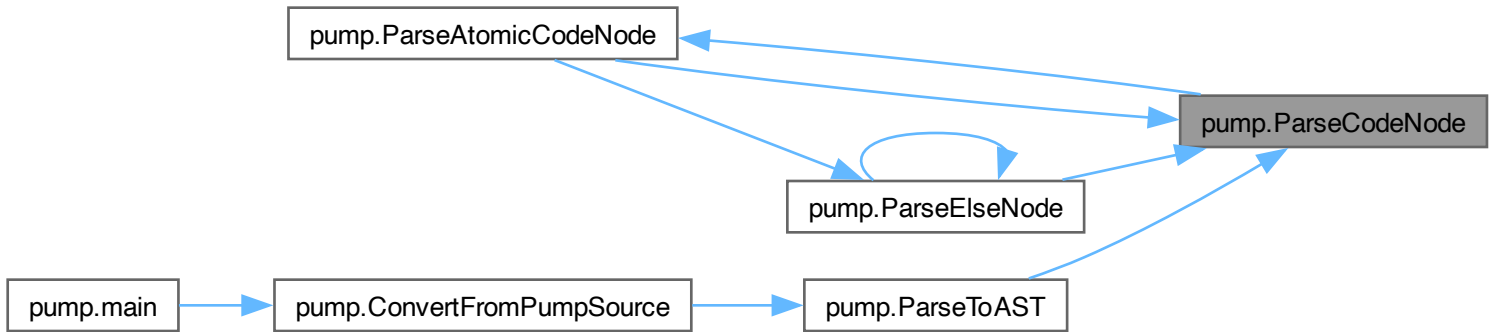 pump.ParseAtomicCodeNode
pump.ParseCodeNode
pump.ParseElseNode
pump.main
pump.ConvertFromPumpSource
pump.ParseToAST